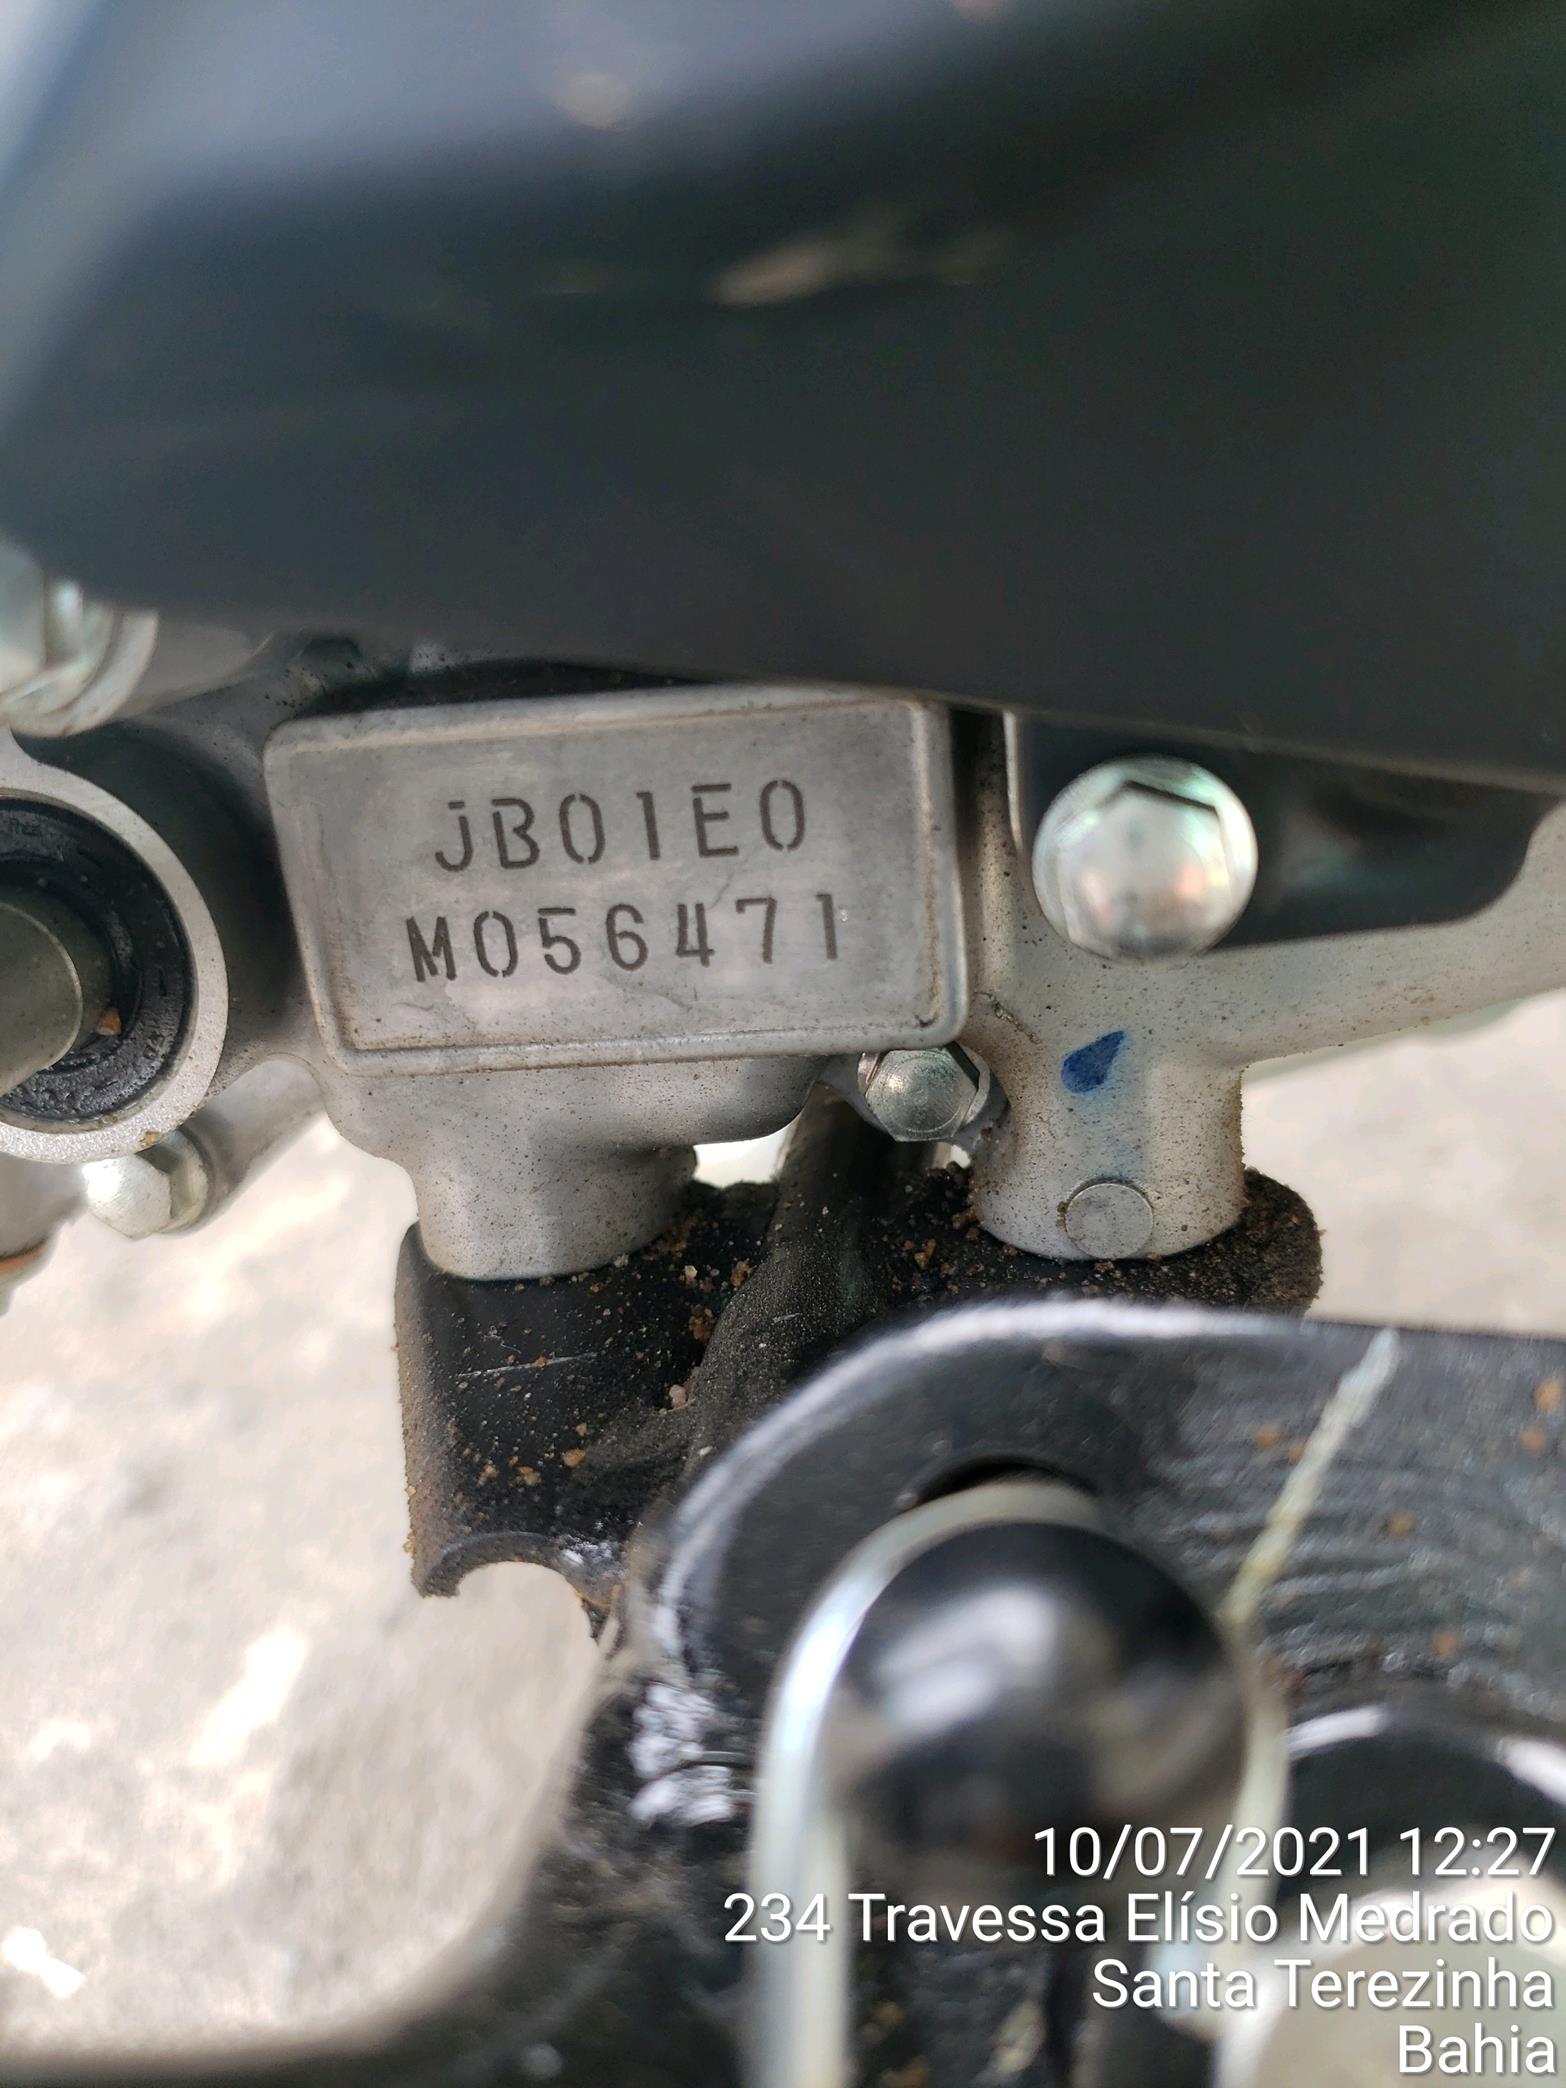 JB01E0
M056471
10/07/2021 12:27
234 Travessa Elísio Medrado
Santa Terezinha
Bahia